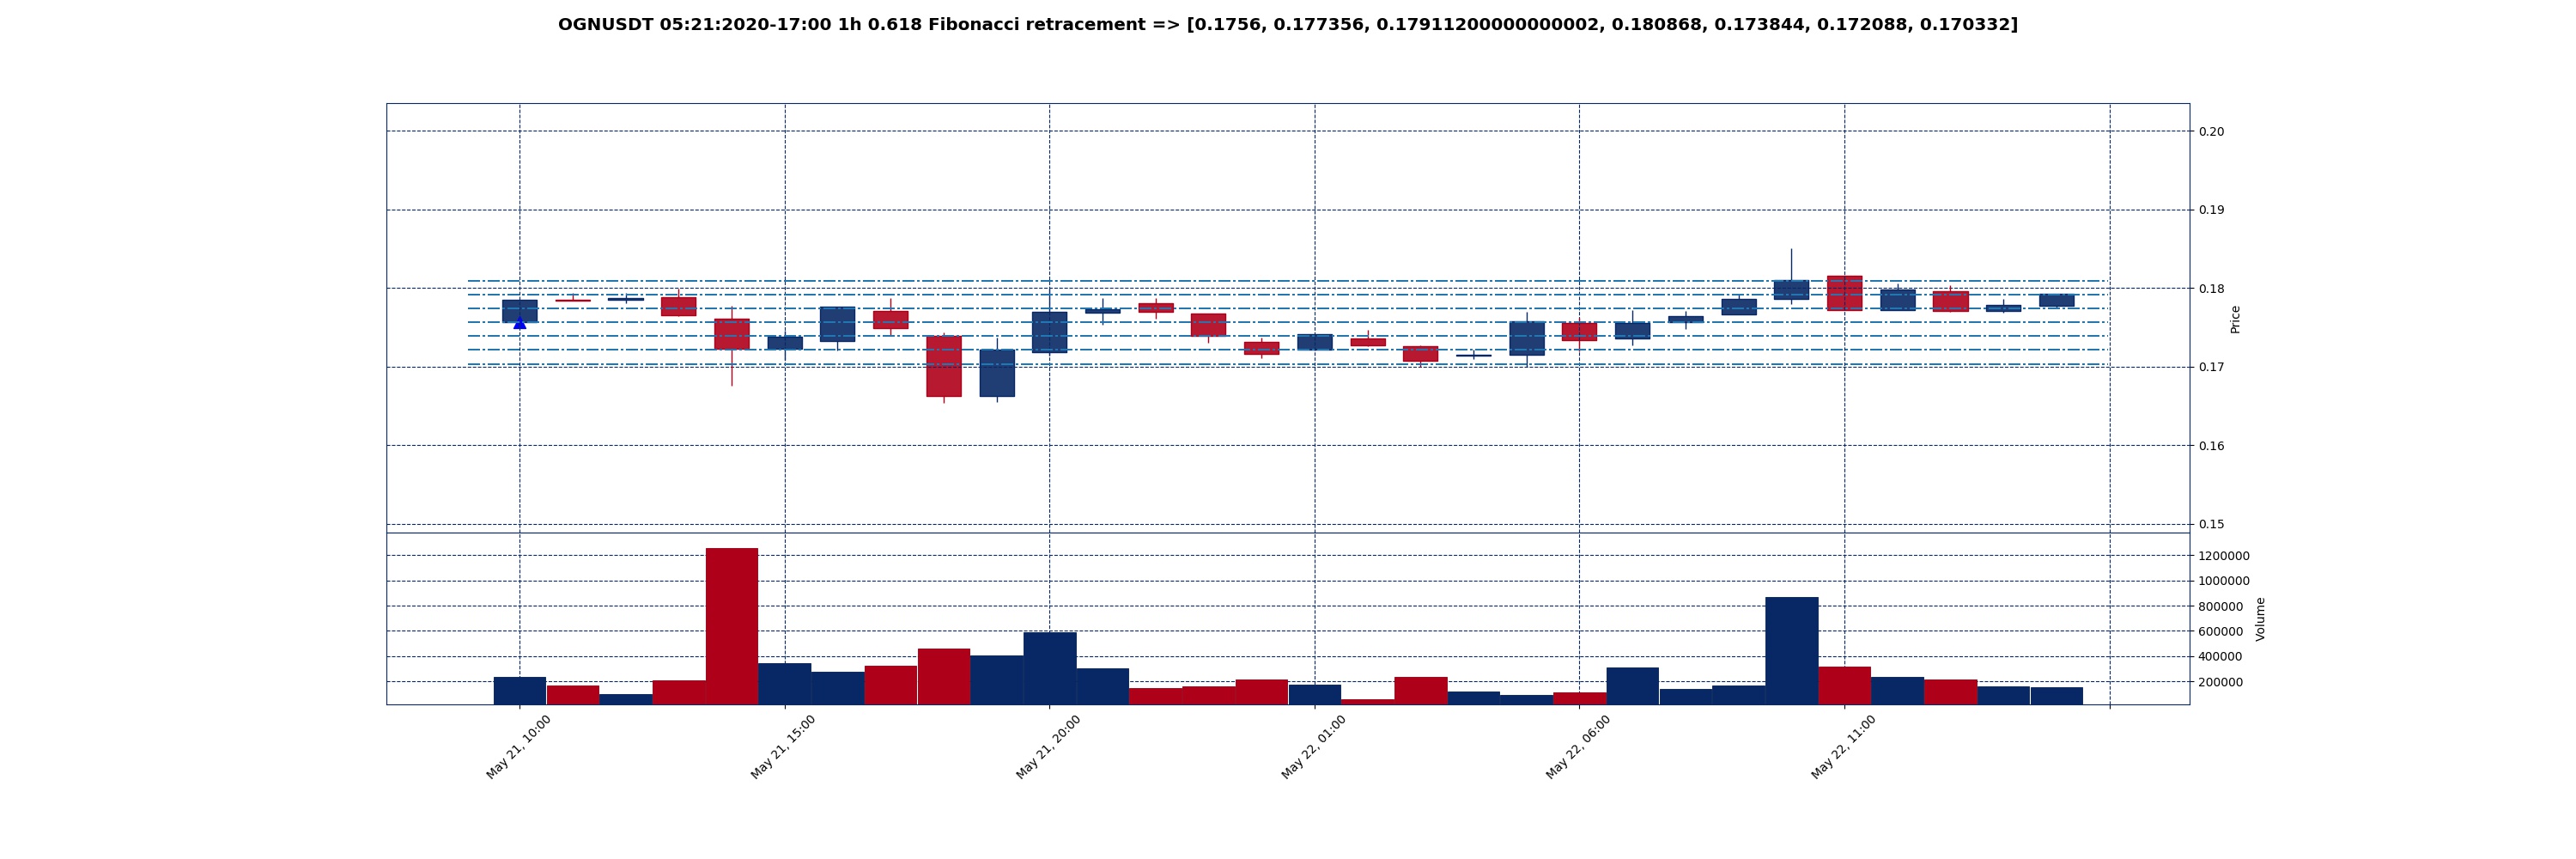 OGNUSDT 05:21:2020-17:00 1h 0.618 Fibonacci retracement => [0.1756, 0.177356, 0.17911200000000002, 0.180868, 0.173844, 0.172088, 0.170332]
0.20
0.19
0.18
0.17
0.16
0.15
Price
1200000
1000000
800000
600000
400000
200000
Volume
May 21, 10:00
May 21, 15:00
May 21, 20:00
May 22, 01:00
May 22, 06:00
May 22, 11:00